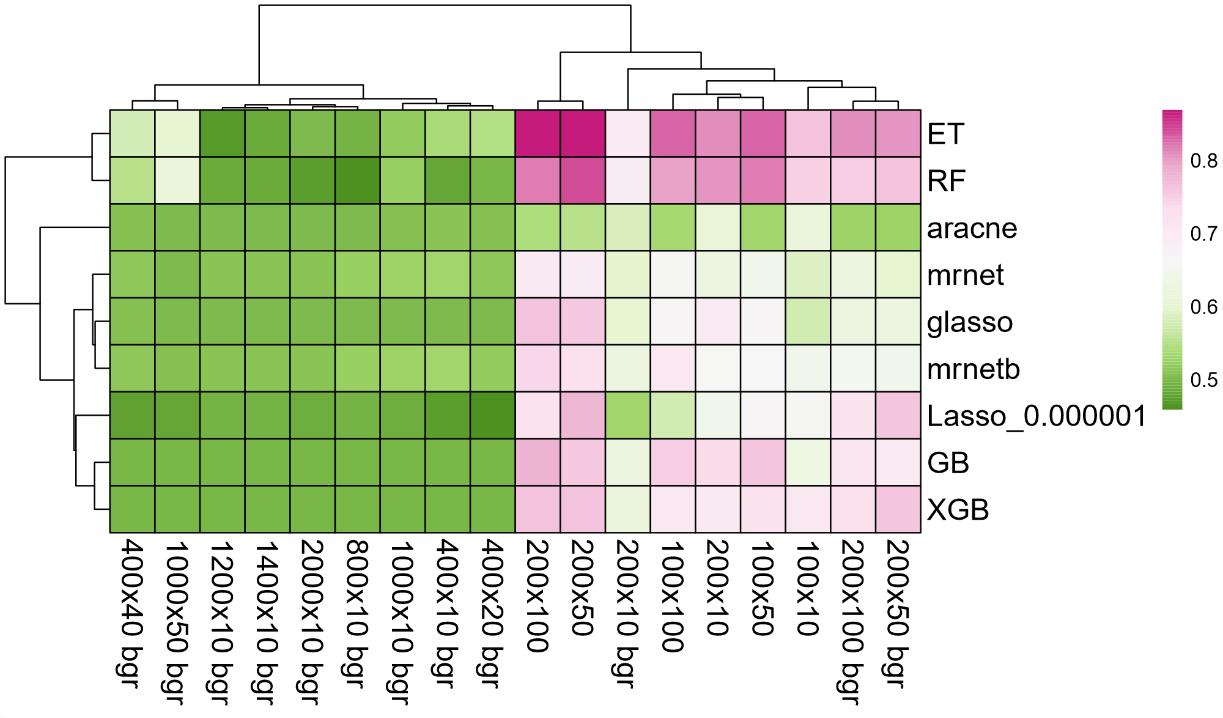 ET
RF
aracne
mrnet
glasso
mrnetb
Lasso_0.000001
GB
XGB
0.8
0.7
0.6
0.5
400x40 bgr
1000x50 bgr
1200x10 bgr
1400x10 bgr
2000x10 bgr
800x10 bgr
1000x10 bgr
400x10 bgr
400x20 bgr
200x100
200x50
200x10 bgr
100x100
200x10
100x50
100x10
200x100 bgr
200x50 bgr